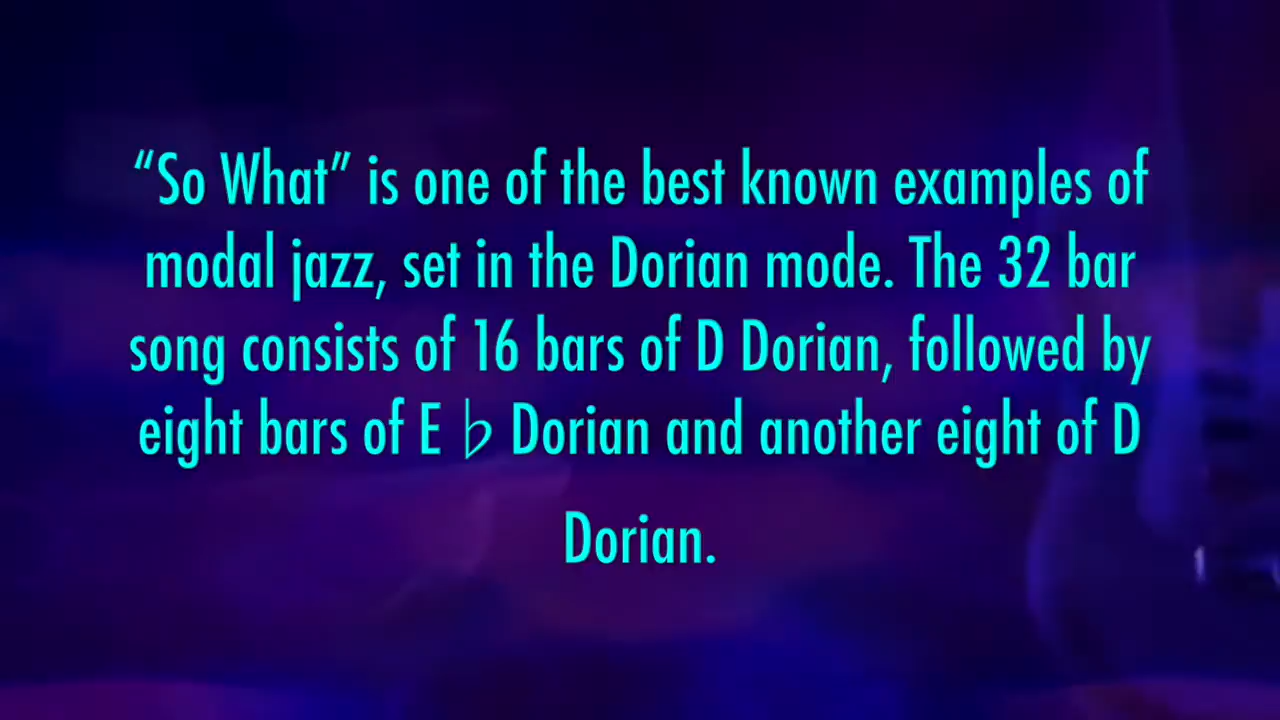 “So What” is one of the best known examples of
modal jazz, set in the Dorian mode. The 32 bar
song consists of 16 bars of D Dorian, followed by
eight bars of E ♭ Dorian and another eight of D
Dorian.